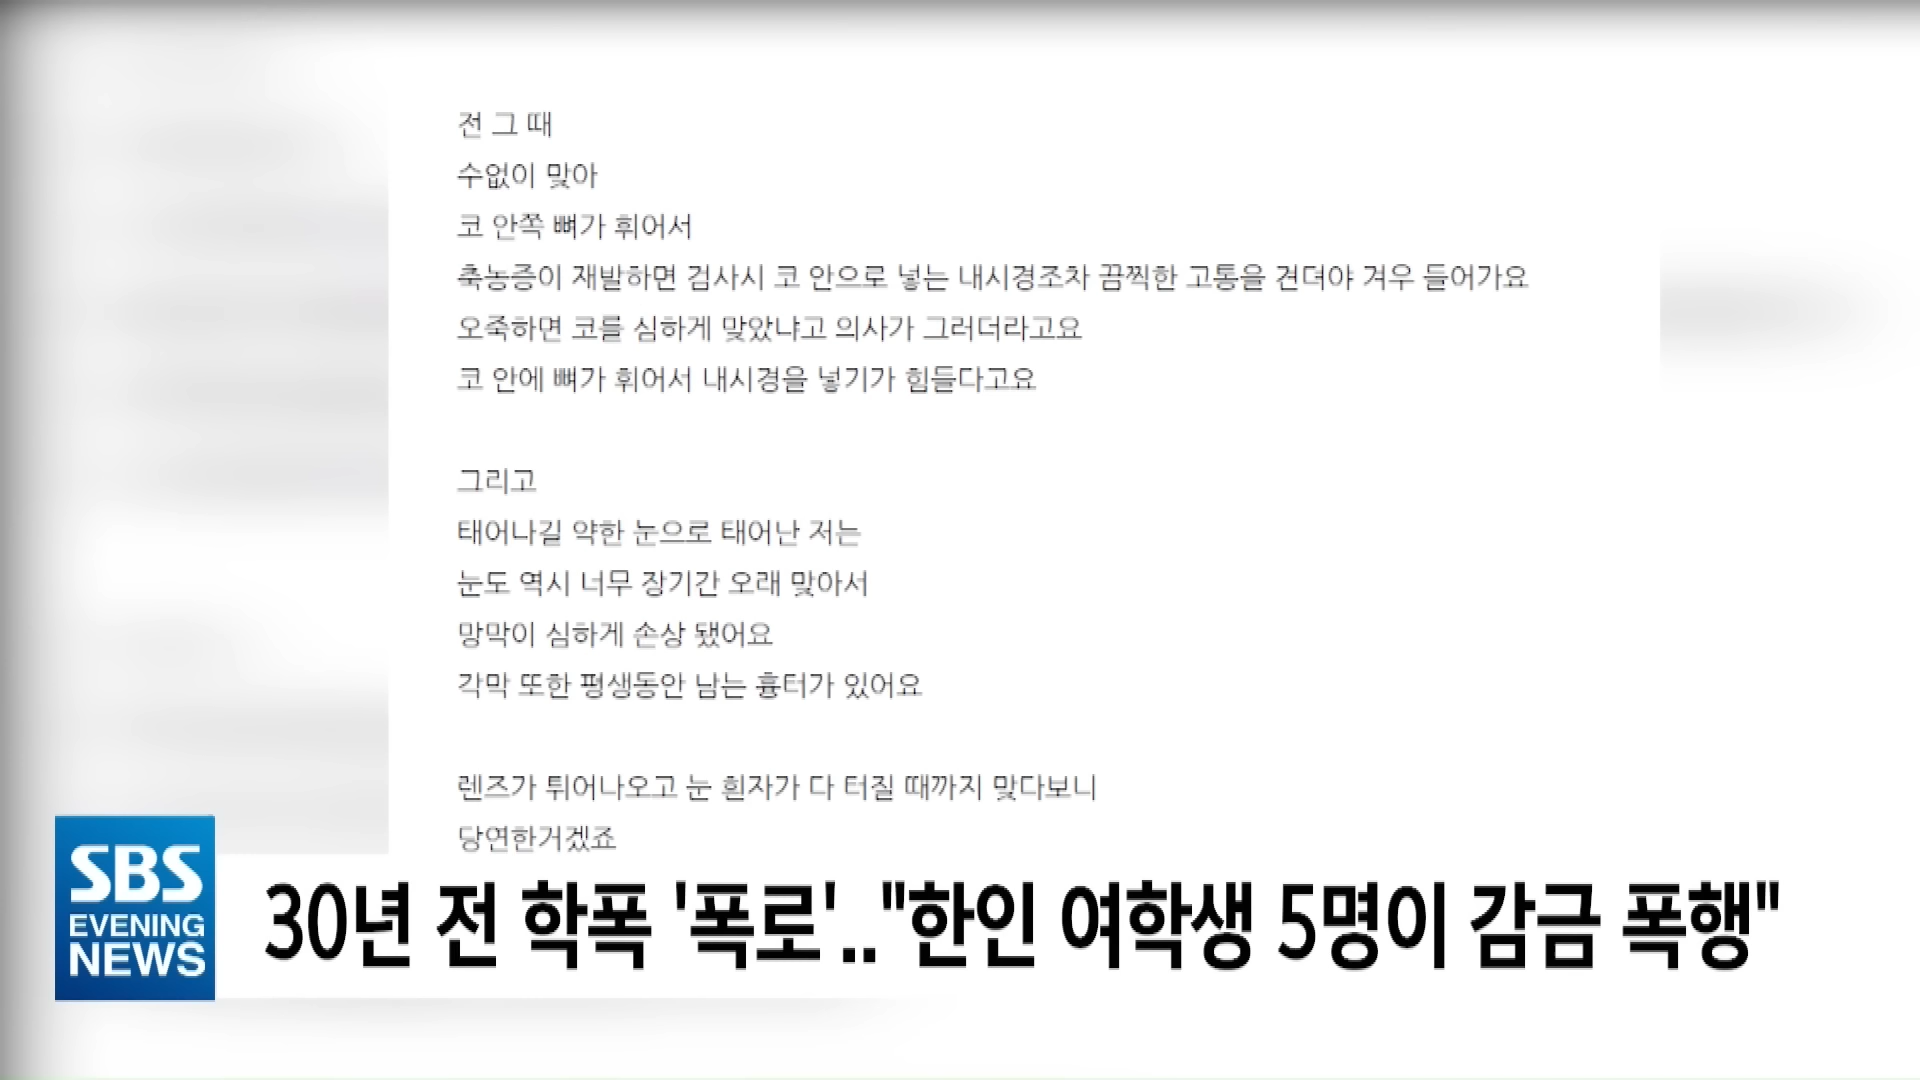 전 그 때
수없이 맞아
코 안쪽 뼈가 휘어서
축농증이 재발하면 검사시 코 안으로 넣는 내시경조차 끔찍한 고통을 견뎌야 겨우 들어가요
오죽하면 코를 심하게 맞았냐고 의사가 그러더라고요
코 안에 뼈가 휘어서 내시경을 넣기가 힘들다고요
그리고
태어나길 약한 눈으로 태어난 저는
눈도 역시 너무 장기간 오래 맞아서
망막이 심하게 손상 됐어요
각막 또한 평생동안 남는 흉터가 있어요
렌즈가 튀어나오고 눈 흰자가 다 터질 때까지 맞다보니
당연한거겠죠
SBS
EVENING
NEWS
30년 전 학폭 '폭로'.."한인 여학생 5명이 감금 폭행"